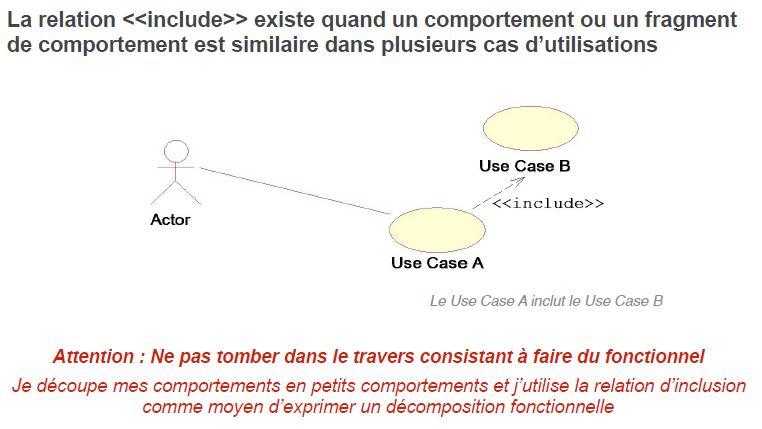 La relation <<include>> existe quand un comportement ou un fragment
de comportement est similaire dans plusieurs cas d’utilisations
Use Case B
<<include>>
Actor
Use Case A
Le Use Case A inclut le Use Case B
Attention : Ne pas tomber dans le travers consistant à faire du fonctionnel
Je découpe mes comportements en petits comportements et j’utilise la relation d’inclusion
comme moyen d’exprimer un décomposition fonctionnelle